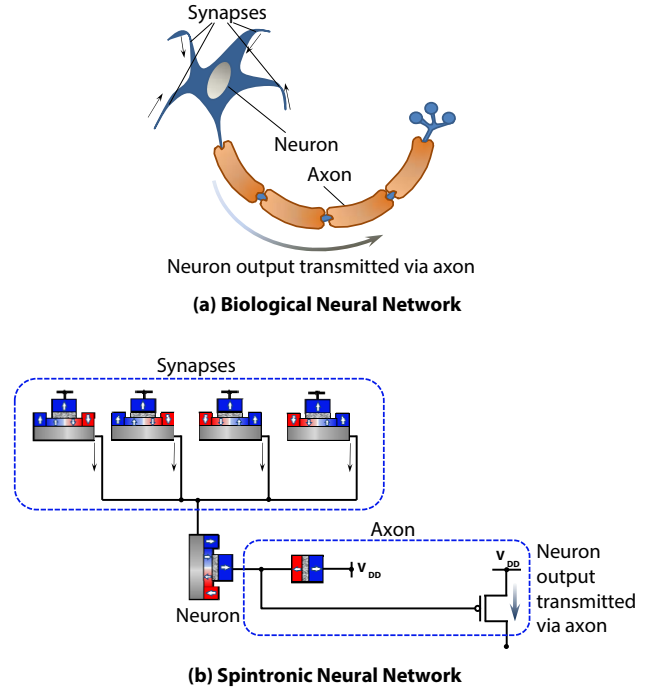 Synapses
Neuron
Axon
Neuron output transmitted via axon
(a) Biological Neural Network
Synapses
Axon
V DD
Neuron
output
transmitted
via axon
V DD
Neuron
(b) Spintronic Neural Network